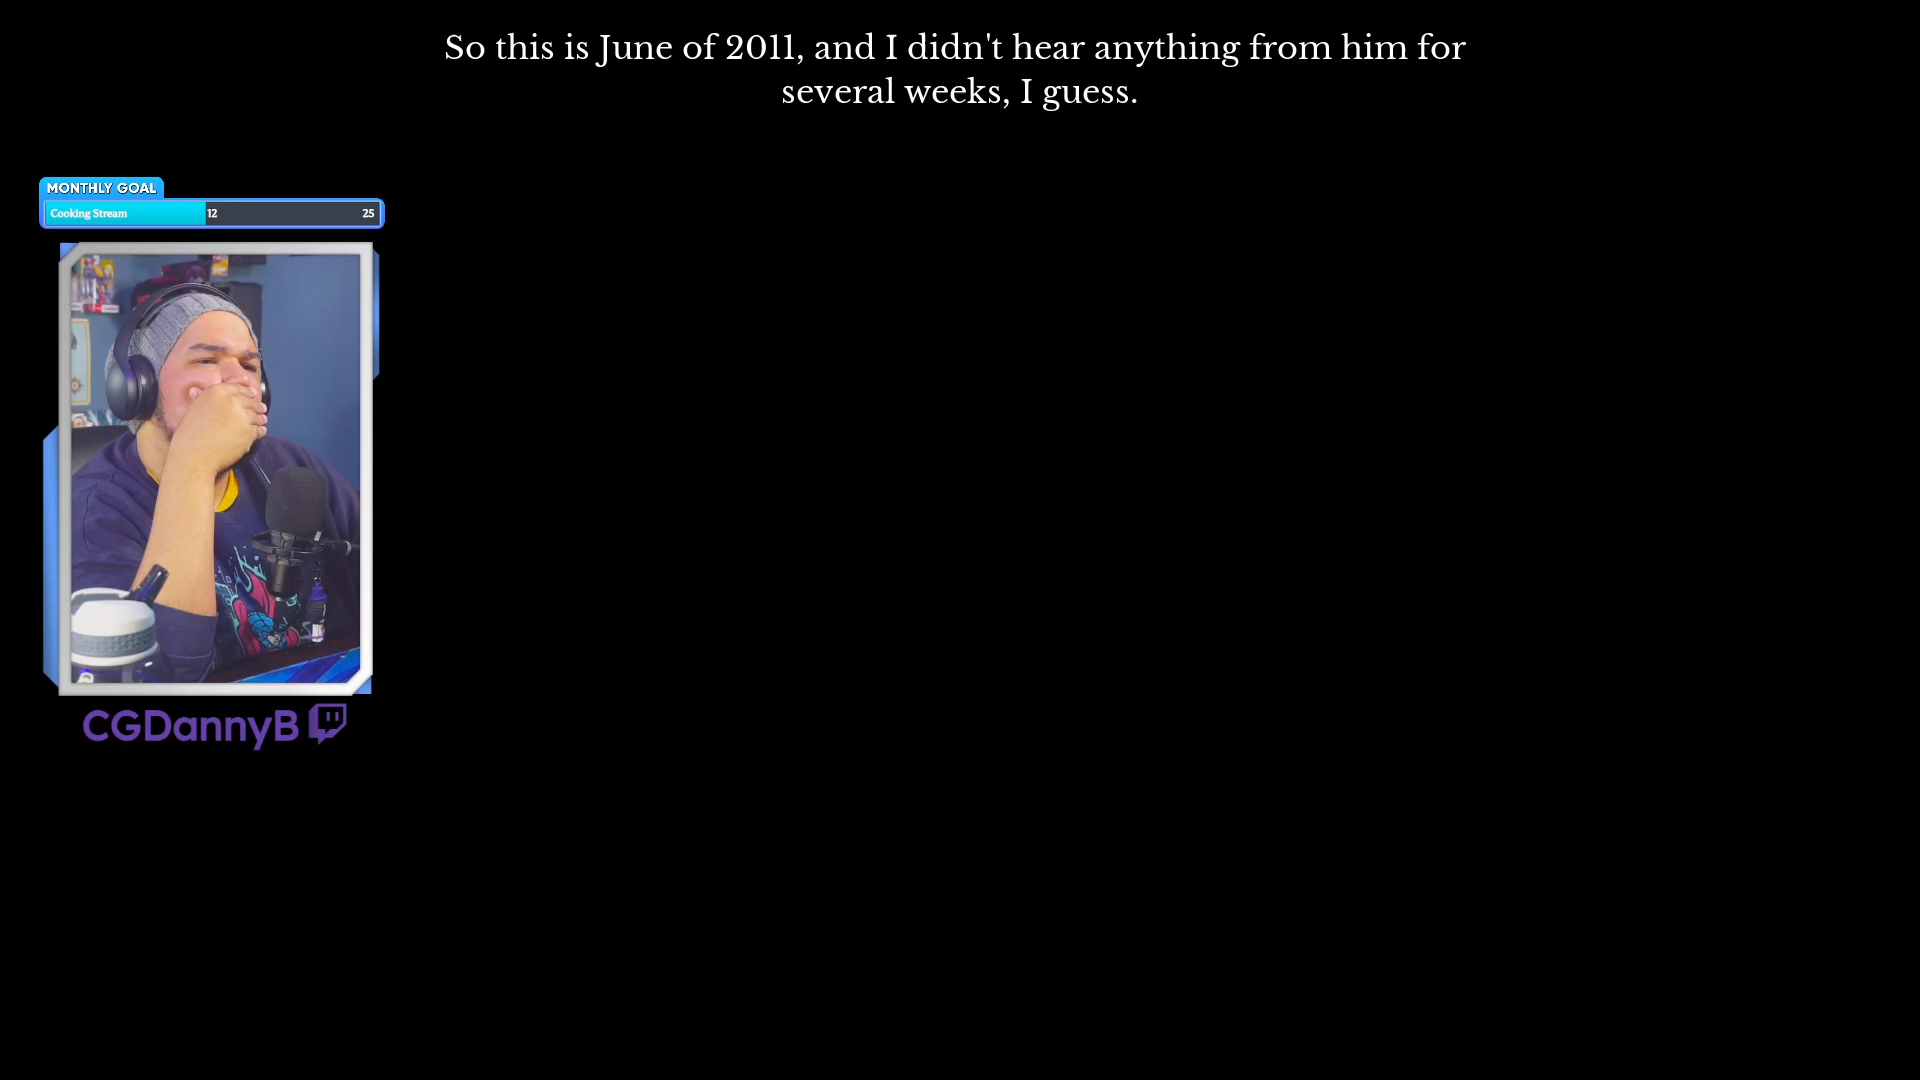 So this is June of 2011, and I didn't hear anything from him for
several weeks, I guess.
MONTHLY GOAL
Cooking Stream 12 25
CGDannyB